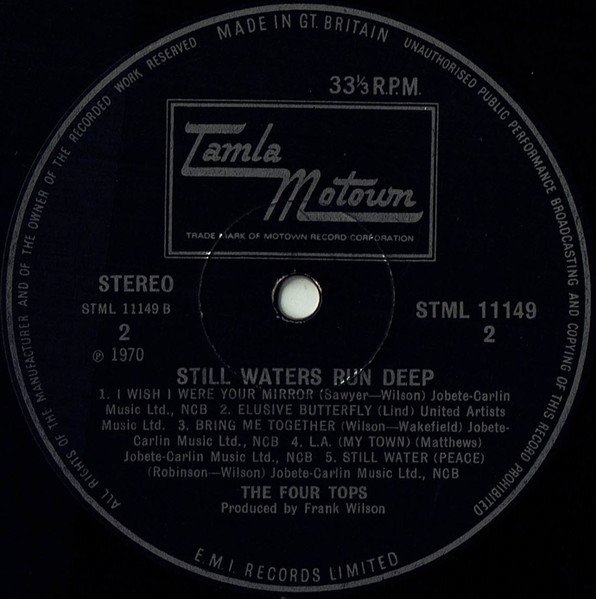 MADE IN GT. BRITAIN
UNAUTHORISED PUBLIC PERFORMANCE BROADCASTING AND COPYING OF THIS RECORD PROHIBITED
ALL RIGHTS OF THE MANUFACTURER AND OF THE OWNER OF THE RECORDED WORK RESERVED
33⅓ R.P.M.
Tamla
Motown
TRADE MARK OF MOTOWN RECORD CORPORATION
STEREO
STML 11149 B
2
℗ 1970
STML 11149
2
STILL WATERS RUN DEEP
1. I WISH I WERE YOUR MIRROR (Sawyer—Wilson) Jobete-Carlin
Music Ltd., NCB 2. ELUSIVE BUTTERFLY (Lind) United Artists
Music Ltd. 3. BRING ME TOGETHER (Wilson—Wakefield) Jobete-
Carlin Music Ltd., NCB 4. L.A. (MY TOWN) (Matthews)
Jobete-Carlin Music Ltd., NCB 5. STILL WATER (PEACE)
(Robinson—Wilson) Jobete-Carlin Music Ltd., NCB
THE FOUR TOPS
Produced by Frank Wilson
E.M.I. RECORDS LIMITED